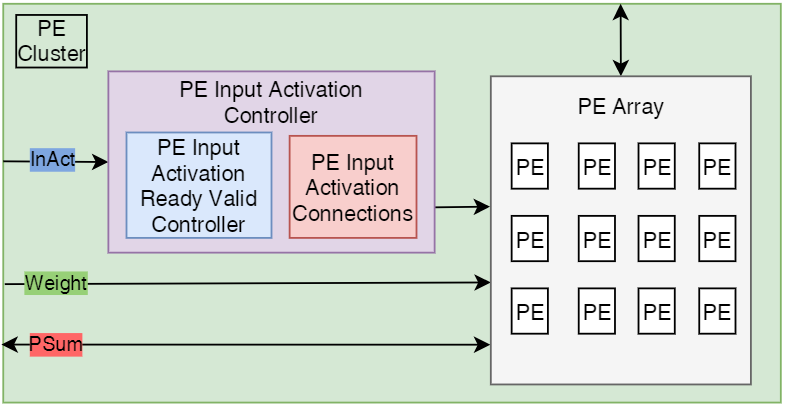 PE
Cluster
PE Input Activation
Controller
PE Input
Activation
Ready Valid
Controller
PE Input
Activation
Connections
InAct
Weight
PSum
PE Array
PE PE PE PE
PE PE PE PE
PE PE PE PE